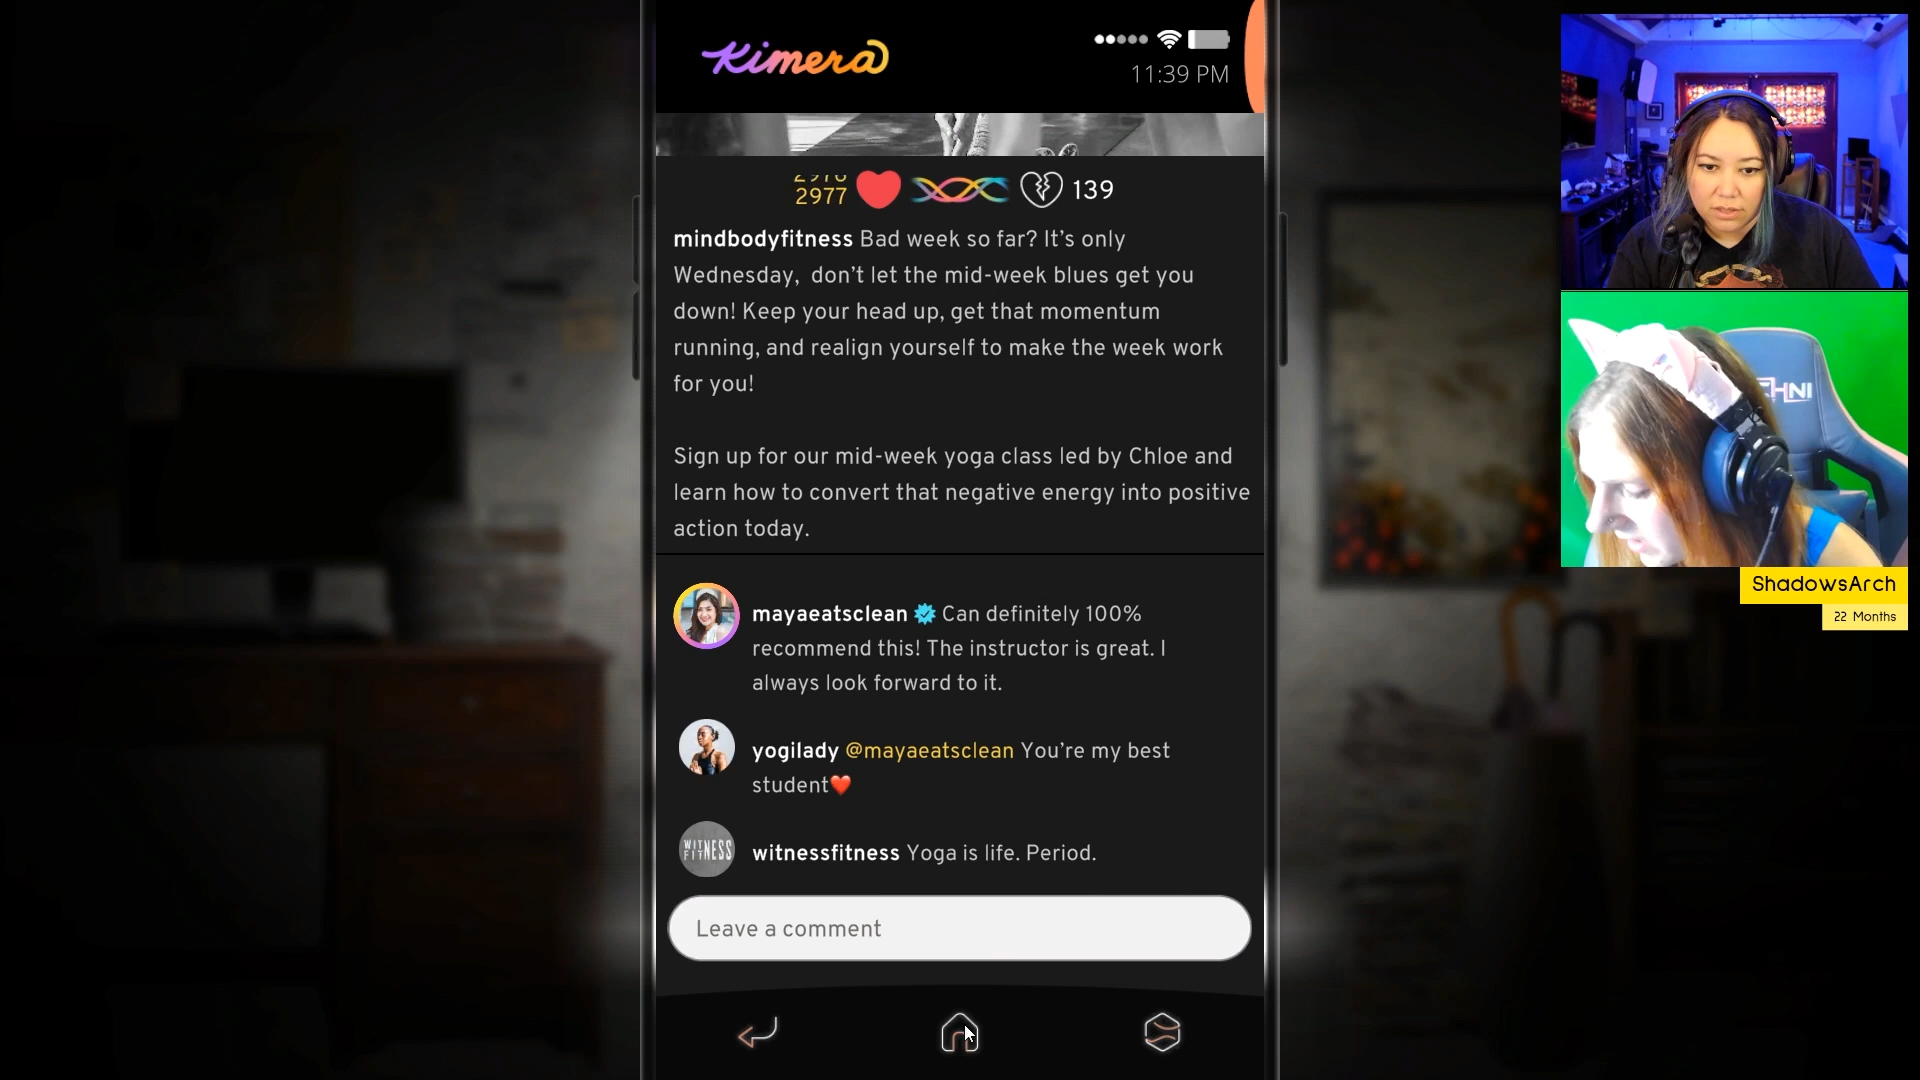 Kimera
11:39 PM
2977
139
mindbodyfitness Bad week so far? It’s only
Wednesday,  don’t let the mid-week blues get you
down! Keep your head up, get that momentum
running, and realign yourself to make the week work
for you!
Sign up for our mid-week yoga class led by Chloe and
learn how to convert that negative energy into positive
action today.
mayaeatsclean Can definitely 100%
recommend this! The instructor is great. I
always look forward to it.
yogilady @mayaeatsclean You’re my best
student❤️
WIT NESS
FIT
witnessfitness Yoga is life. Period.
Leave a comment
ShadowsArch
22 Months